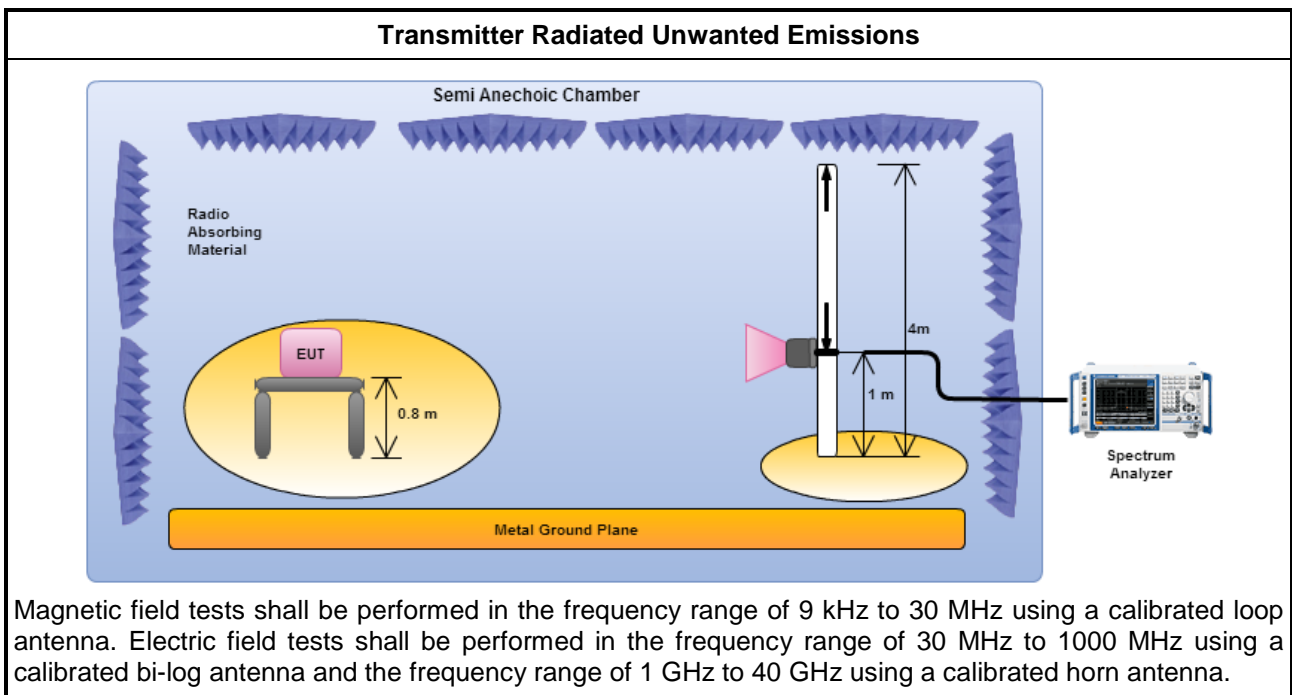 Transmitter Radiated Unwanted Emissions
Semi Anechoic Chamber
Radio
Absorbing
Material
EUT
0.8 m
4m
1 m
Spectrum
Analyzer
Metal Ground Plane
Magnetic field tests shall be performed in the frequency range of 9 kHz to 30 MHz using a calibrated loop
antenna. Electric field tests shall be performed in the frequency range of 30 MHz to 1000 MHz using a
calibrated bi-log antenna and the frequency range of 1 GHz to 40 GHz using a calibrated horn antenna.